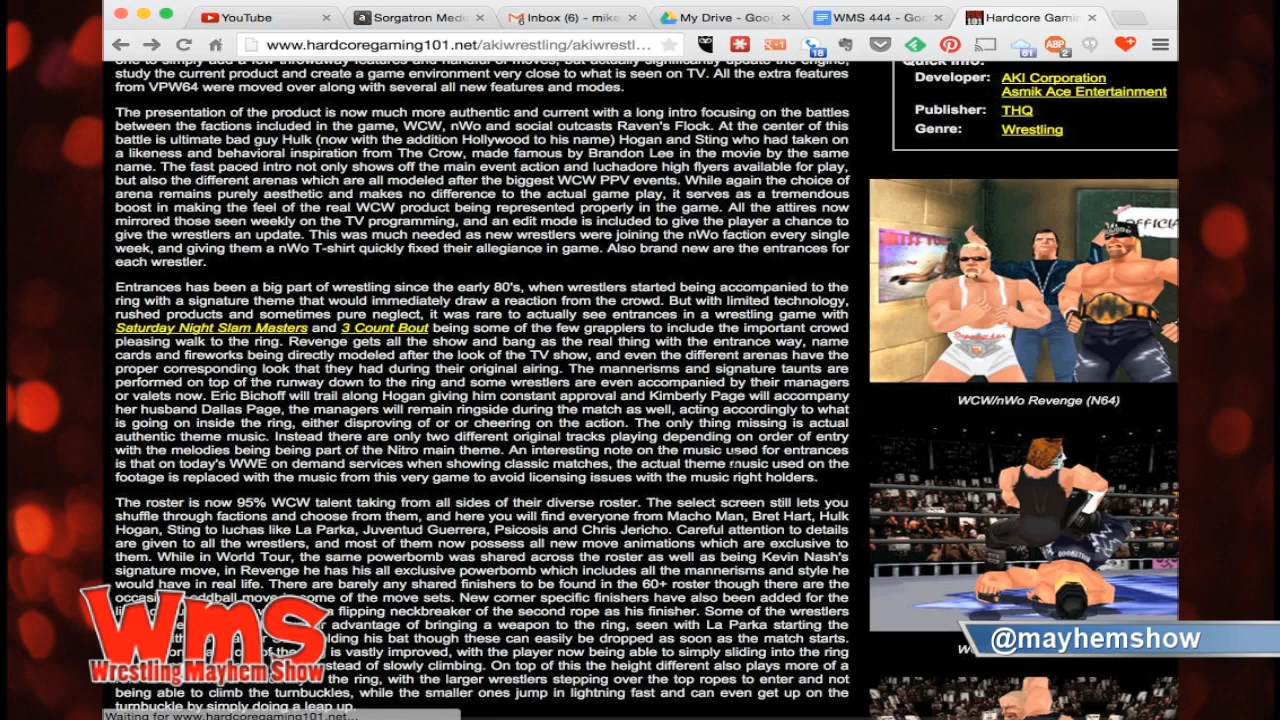 YouTube
Sorgatron Medi
Inbox (6) - mike
My Drive - Goo
WMS 444 - Goo
Hardcore Gamin
www.hardcoregaming101.net/akiwrestling/akiwrestl...
study the current product and create a game environment very close to what is seen on TV. All the extra features
from VPW64 were moved over along with several all new features and modes.
The presentation of the product is now much more authentic and current with a long intro focusing on the battles
between the factions included in the game, WCW, nWo and social outcasts Raven's Flock. At the center of this
battle is ultimate bad guy Hulk (now with the addition Hollywood to his name) Hogan and Sting who had taken on
a likeness and behavioral inspiration from The Crow, made famous by Brandon Lee in the movie by the same
name. The fast paced intro not only shows off the main event action and luchadore high flyers available for play,
but also the different arenas which are all modeled after the biggest WCW PPV events. While again the choice of
arena remains purely aesthetic and makes no difference to the actual game play, it serves as a tremendous
boost in making the feel of the real WCW product being represented properly in the game. All the attires now
mirrored those seen weekly on the TV programming, and an edit mode is included to give the player a chance to
give the wrestlers an update. This was much needed as new wrestlers were joining the nWo faction every single
week, and giving them a nWo T-shirt quickly fixed their allegiance in game. Also brand new are the entrances for
each wrestler.
Entrances has been a big part of wrestling since the early 80's, when wrestlers started being accompanied to the
ring with a signature theme that would immediately draw a reaction from the crowd. But with limited technology,
rushed products and sometimes pure neglect, it was rare to actually see entrances in a wrestling game with
Saturday Night Slam Masters and 3 Count Bout being some of the few grapplers to include the important crowd
pleasing walk to the ring. Revenge gets all the show and bang as the real thing with the entrance way, name
cards and fireworks being directly modeled after the look of the TV show, and even the different arenas have the
proper corresponding look that they had during their original airing. The mannerisms and signature taunts are
performed on top of the runway down to the ring and some wrestlers are even accompanied by their managers
or valets now. Eric Bichoff will trail along Hogan giving him constant approval and Kimberly Page will accompany
her husband Dallas Page, the managers will remain ringside during the match as well, acting accordingly to what
is going on inside the ring, either disproving of or or cheering on the action. The only thing missing is actual
authentic theme music. Instead there are only two different original tracks playing depending on order of entry
with the melodies being being part of the Nitro main theme. An interesting note on the music used for entrances
is that on today's WWE on demand services when showing classic matches, the actual theme music used on the
footage is replaced with the music from this very game to avoid licensing issues with the music right holders.
The roster is now 95% WCW talent taking from all sides of their diverse roster. The select screen still lets you
shuffle through factions and choose from them, and here you will find everyone from Macho Man, Bret Hart, Hulk
Hogan, Sting to luchas like La Parka, Juventud Guerrera, Psicosis and Chris Jericho. Careful attention to details
are given to all the wrestlers, and most of them now possess all new move animations which are exclusive to
them. While in World Tour, the same powerbomb was shared across the roster as well as being Kevin Nash's
signature move, in Revenge he has his all exclusive powerbomb which includes all the mannerisms and style he
would have in real life. There are barely any shared finishers to be found in the 60+ roster though there are the
oddball move in some of the move sets. New corner specific finishers have also been added for the
a flipping neckbreaker of the second rope as his finisher. Some of the wrestlers
advantage of bringing a weapon to the ring, seen with La Parka starting the
his bat though these can easily be dropped as soon as the match starts.
of the is vastly improved, with the player now being able to simply sliding into the ring
of slowly climbing. On top of this the height different also plays more of a
the ring, with the larger wrestlers stepping over the top ropes to enter and not
being able to climb the turnbuckles, while the smaller ones jump in lightning fast and can even get up on the
turnbuckle by simply doing a leap up.
Waiting for www.hardcoregaming101.net...
Quick Info:
Developer: AKI Corporation
Asmik Ace Entertainment
Publisher: THQ
Genre: Wrestling
OFFICIA
WCW/nWo Revenge (N64)
wms
Wrestling Mayhem Show
@mayhemshow